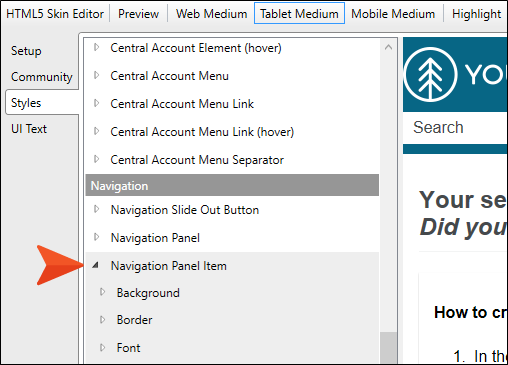 HTML5 Skin Editor Preview Web Medium Tablet Medium Mobile Medium Highlight
Setup
Community
Styles
UI Text
Central Account Element (hover)
Central Account Menu
Central Account Menu Link
Central Account Menu Link (hover)
Central Account Menu Separator
Navigation
Navigation Slide Out Button
Navigation Panel
Navigation Panel Item
Background
Border
Font
YO
Search
Your se
Did you
How to cr
1. In the